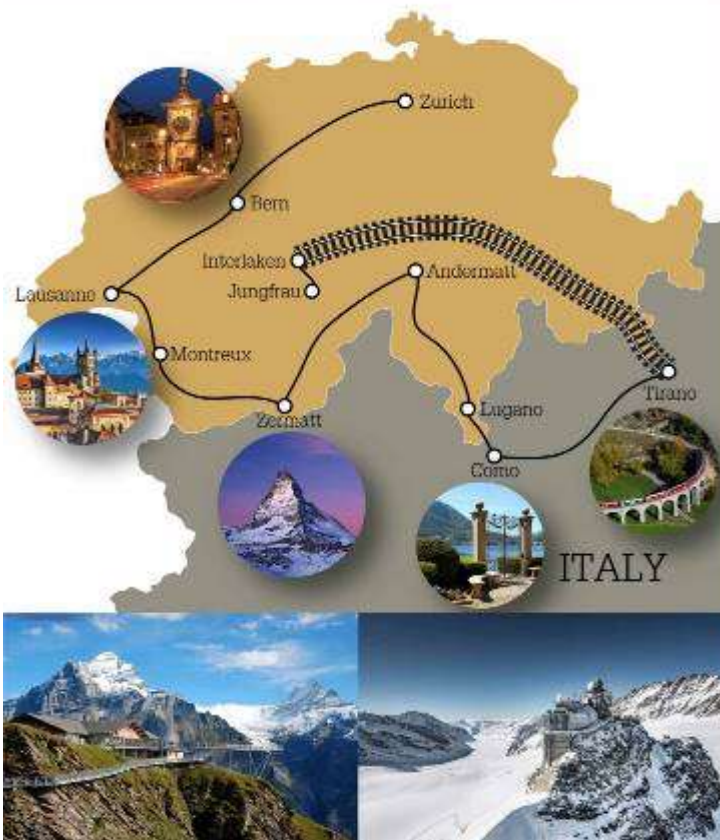 Zurich
Bern
Interlaken
Andermatt
Lausanne
Jungfrau
Montreux
Tirano
Zermatt
Lugano
Como
ITALY